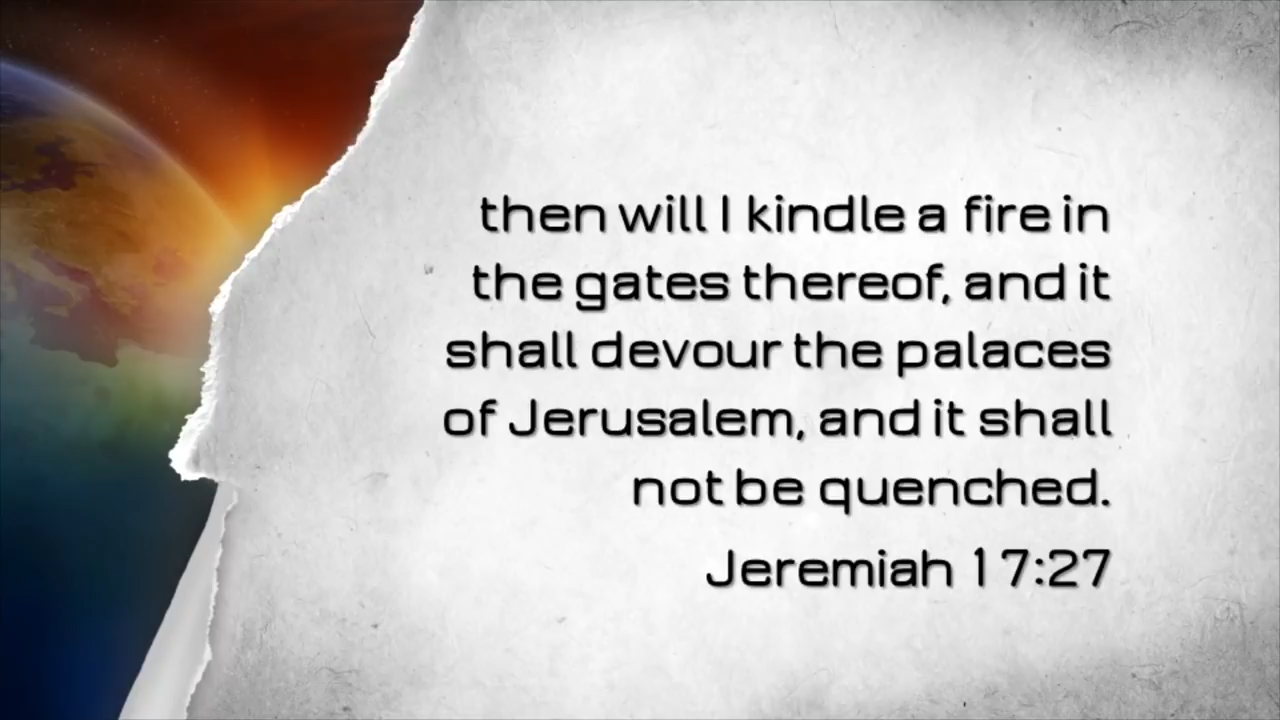 then will I kindle a fire in
the gates thereof, and it
shall devour the palaces
of Jerusalem, and it shall
not be quenched.
Jeremiah 17:27